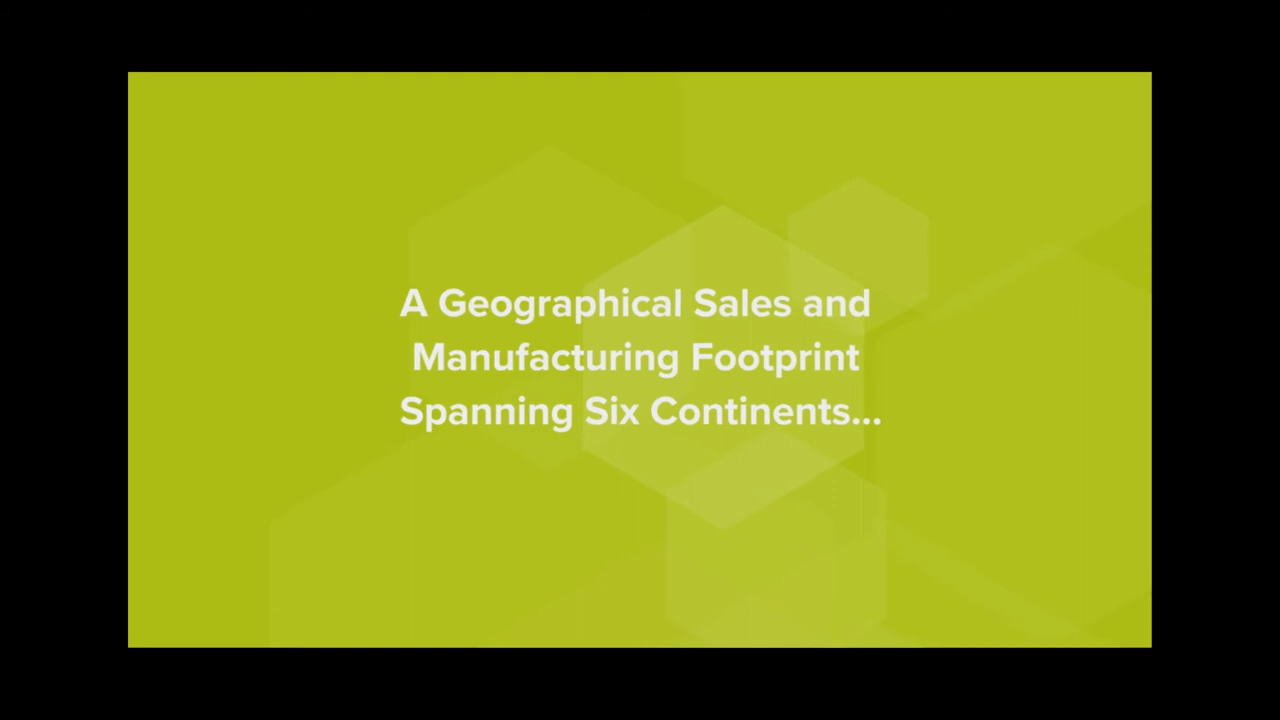 A Geographical Sales and
Manufacturing Footprint
Spanning Six Continents...